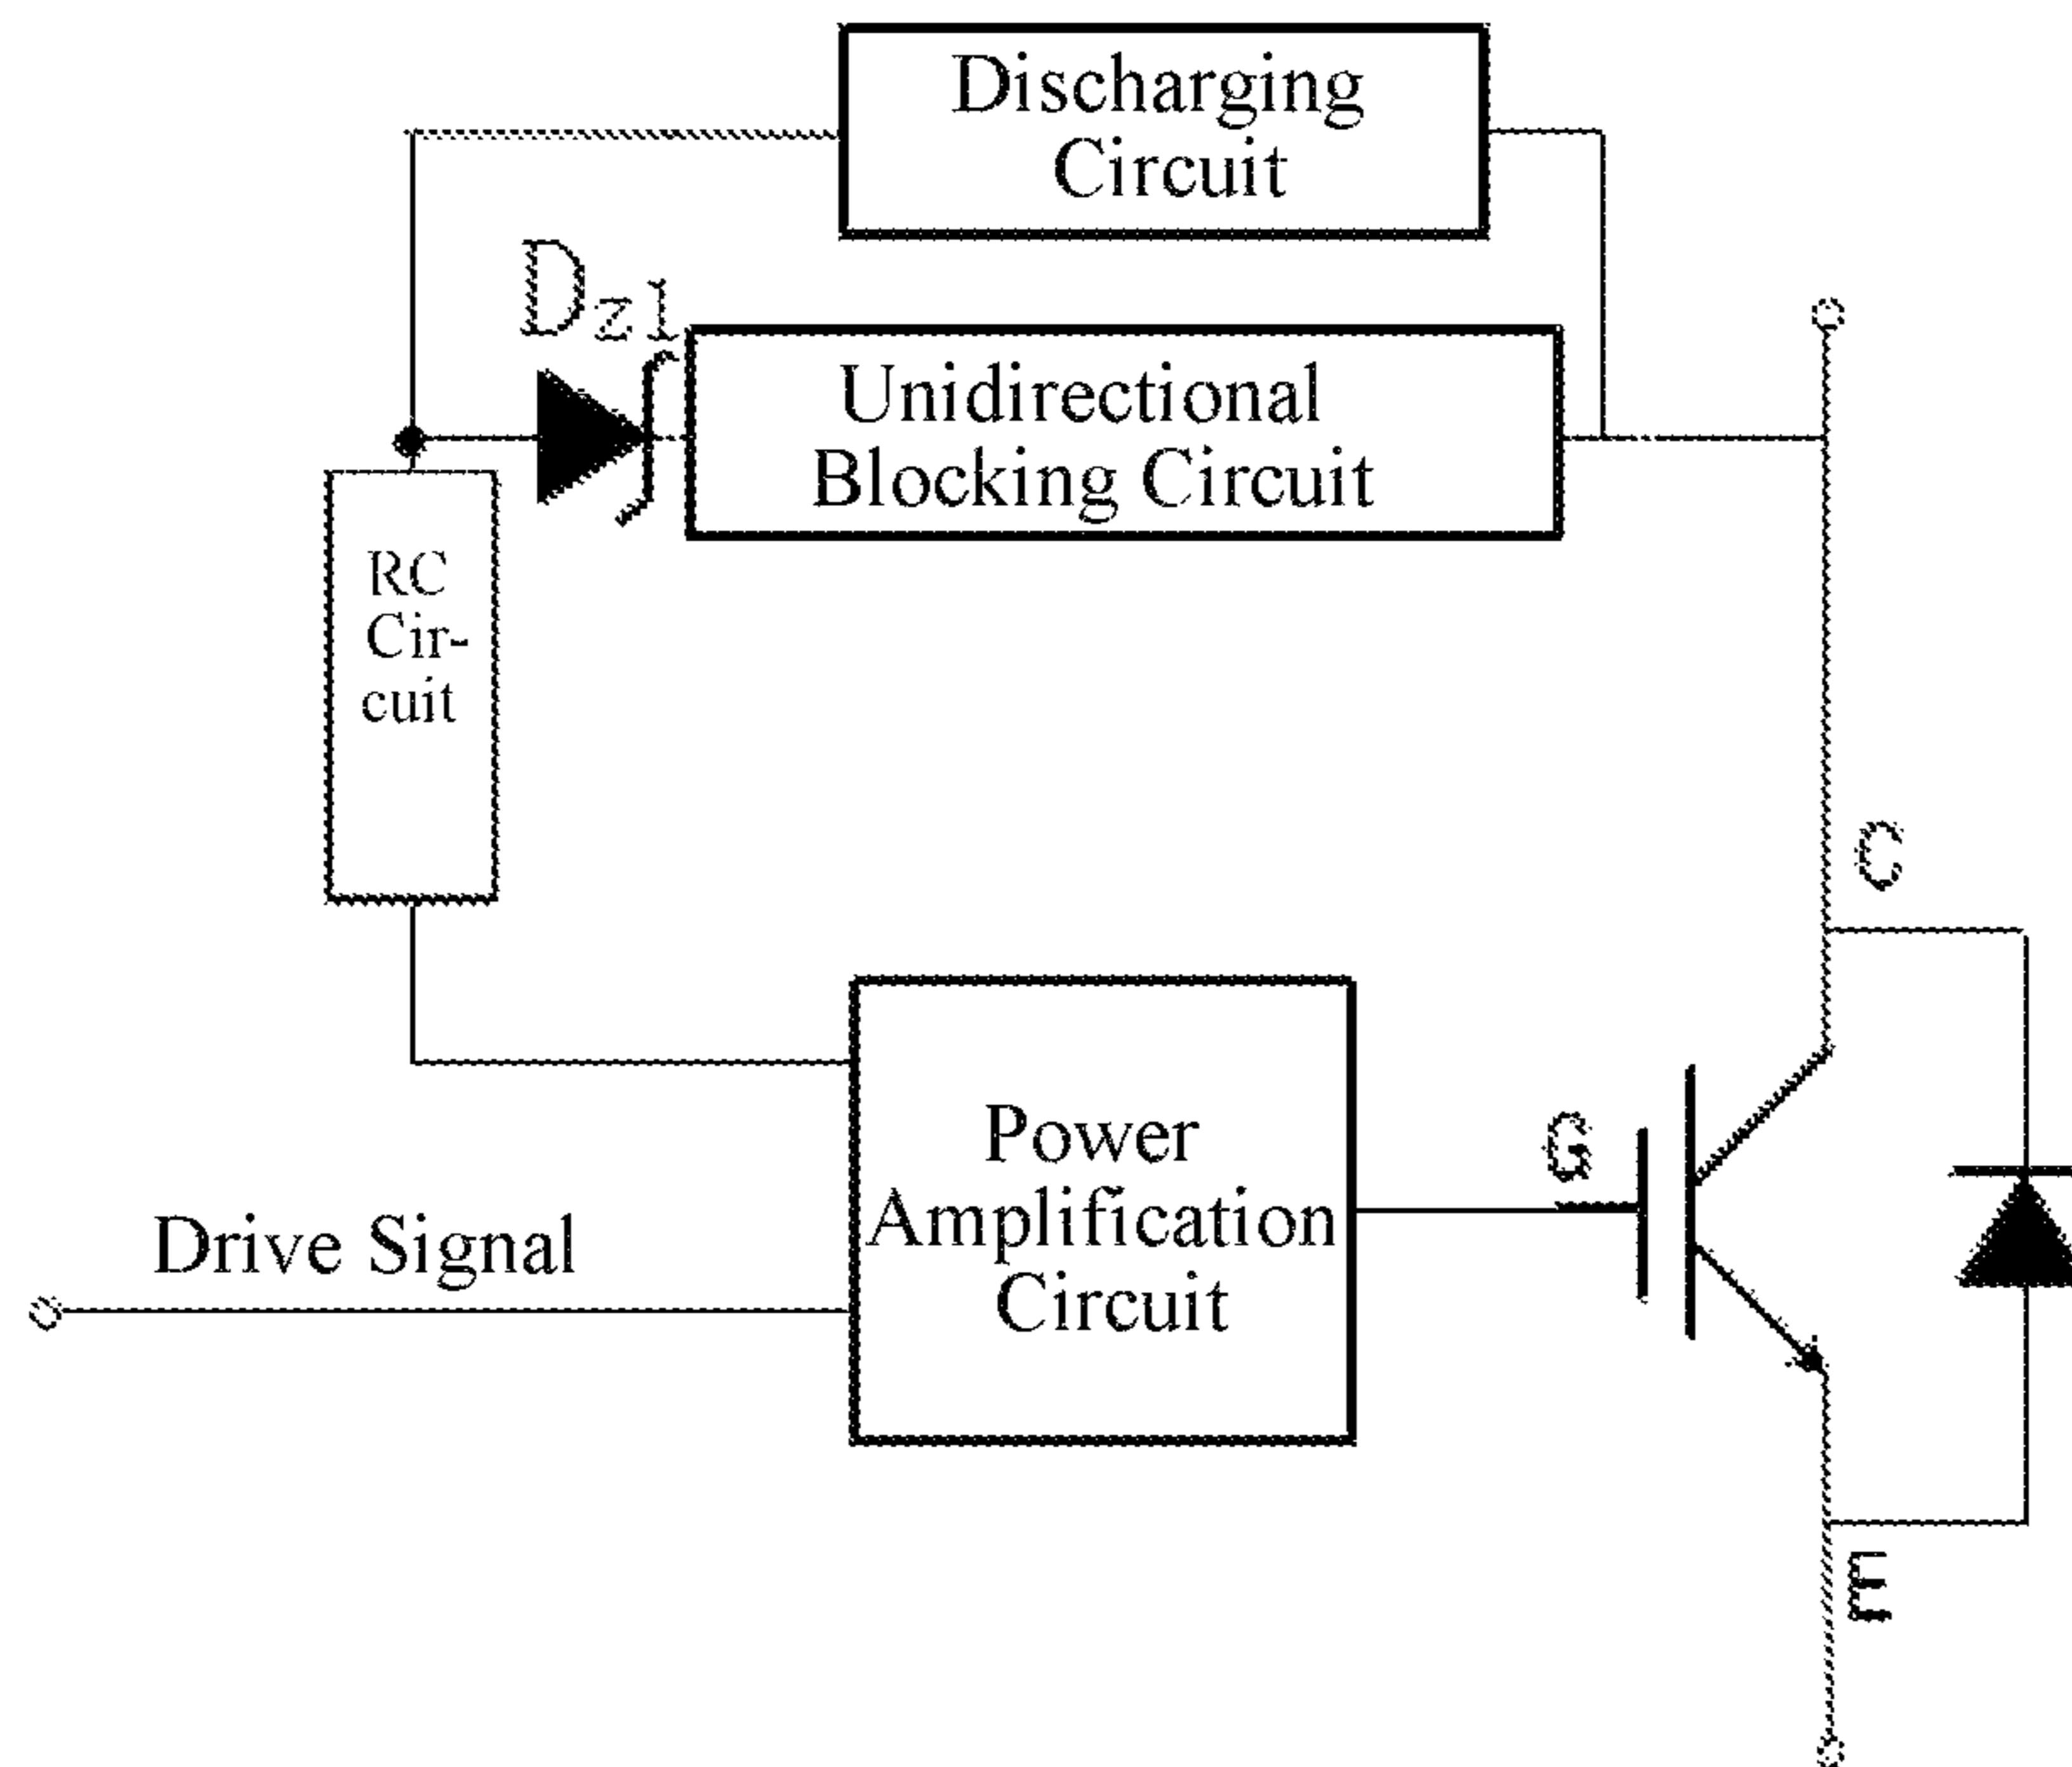 Discharging
Circuit
Dz1
Unidirectional
Blocking Circuit
RC
Cir-
cuit
C
Power
Amplification
Circuit
G
Drive Signal
E